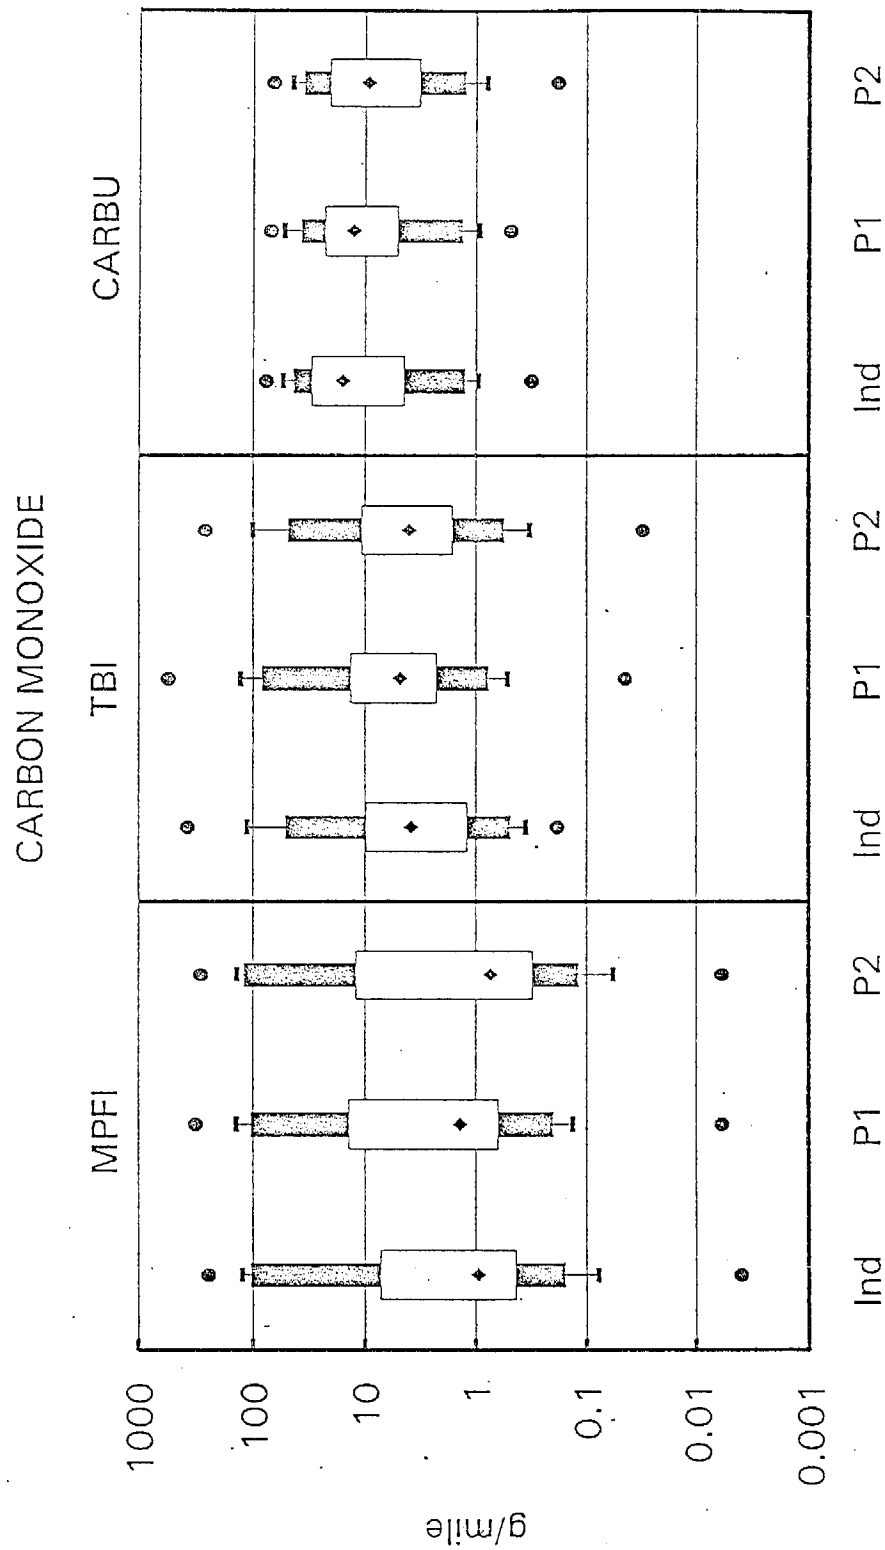 CARBON MONOXIDE
MPFI TBI CARBU
1000
100
10
1
0.1
0.01
0.001
g/mile
Ind P1 P2 Ind P1 P2 Ind P1 P2